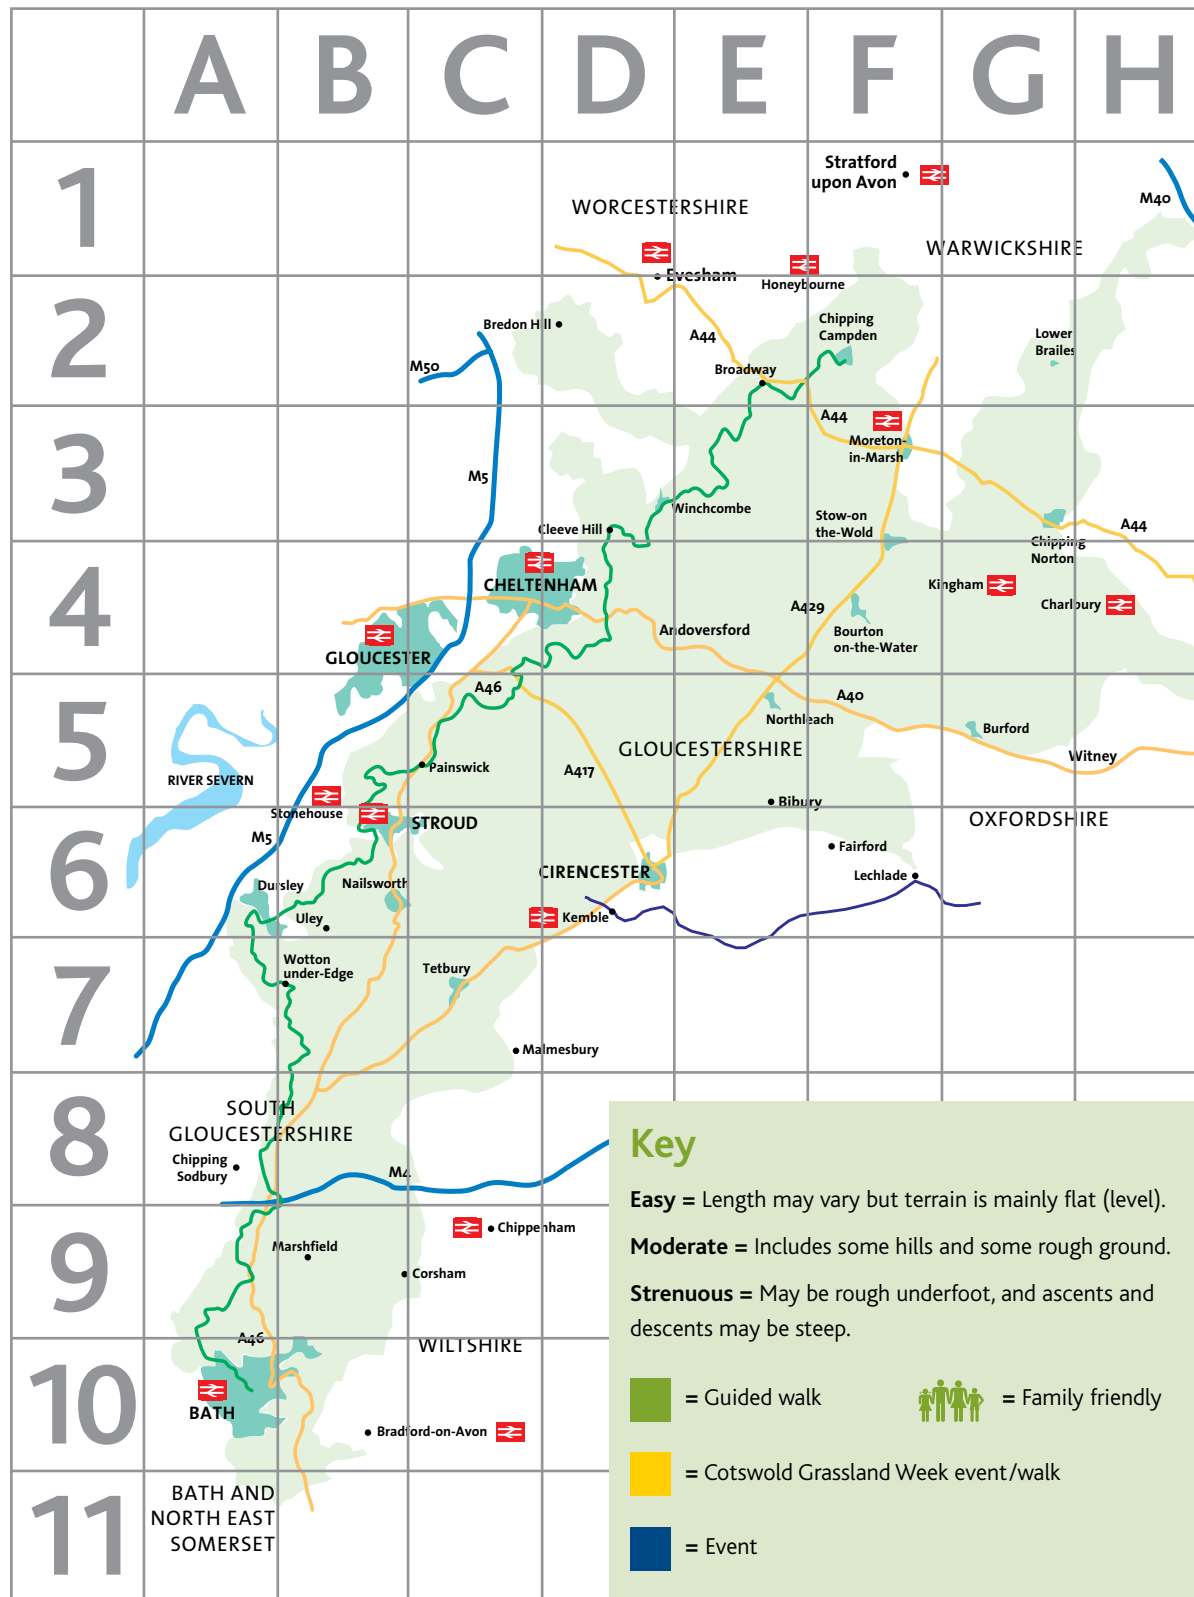 A B C D E F G H
1
2
3
4
5
6
7
8
9
10
11
Stratford
upon Avon
M40
WORCESTERSHIRE
WARWICKSHIRE
Evesham
Honeybourne
Bredon Hill
Chipping
Campden
Lower
Brailes
A44
M50
Broadway
A44
Moreton-
in-Marsh
M5
Winchcombe
Stow-on
the-Wold
Cleeve Hill
A44
Chipping
Norton
CHELTENHAM
Kingham
Charlbury
A429
Andoversford
Bourton
on-the-Water
GLOUCESTER
A46
A40
Northleach
Burford
GLOUCESTERSHIRE
Witney
Painswick
A417
RIVER SEVERN
Bibury
Stonehouse
STROUD
OXFORDSHIRE
M5
Fairford
CIRENCESTER
Lechlade
Dursley
Nailsworth
Uley
Kemble
Wotton
under-Edge
Tetbury
Malmesbury
SOUTH
GLOUCESTERSHIRE
Chipping
Sodbury
M4
Chippenham
Marshfield
Corsham
A46
WILTSHIRE
BATH
Bradford-on-Avon
BATH AND
NORTH EAST
SOMERSET
Key
Easy = Length may vary but terrain is mainly flat (level).
Moderate = Includes some hills and some rough ground.
Strenuous = May be rough underfoot, and ascents and
descents may be steep.
= Guided walk
= Family friendly
= Cotswold Grassland Week event/walk
= Event